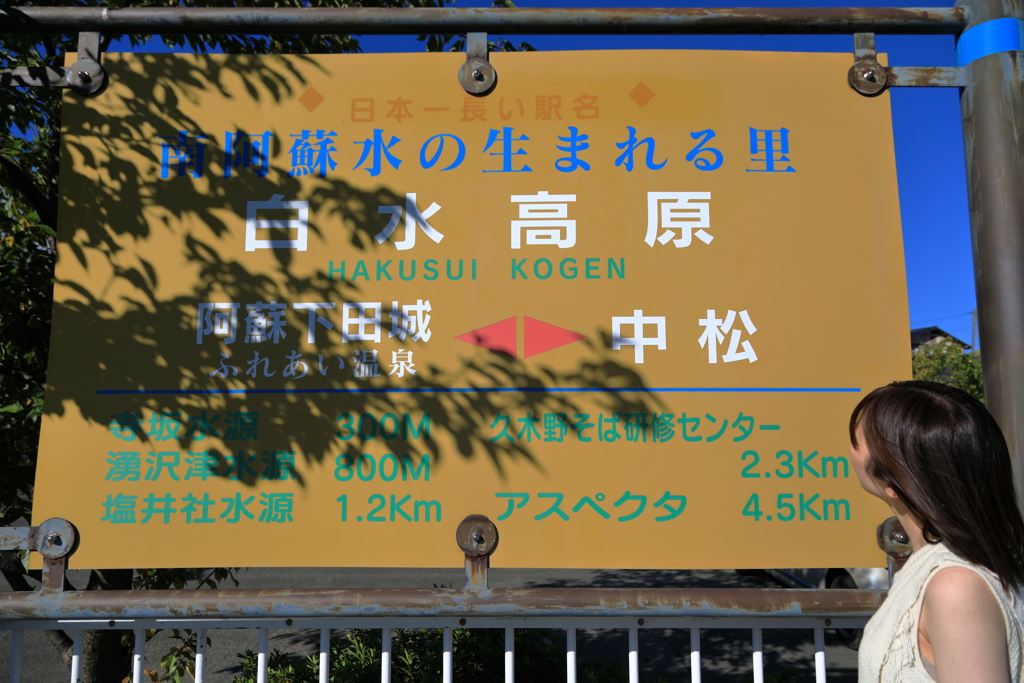 ◆ 日本一長い駅名 ◆
南阿蘇水の生まれる里
白水高原
HAKUSUI KOGEN
阿蘇下田城 ◀▶ 中松
ふれあい温泉
寺坂水源 300M 久木野そば研修センター
湧沢津水源 800M 2.3Km
塩井社水源 1.2Km アスペクタ 4.5Km